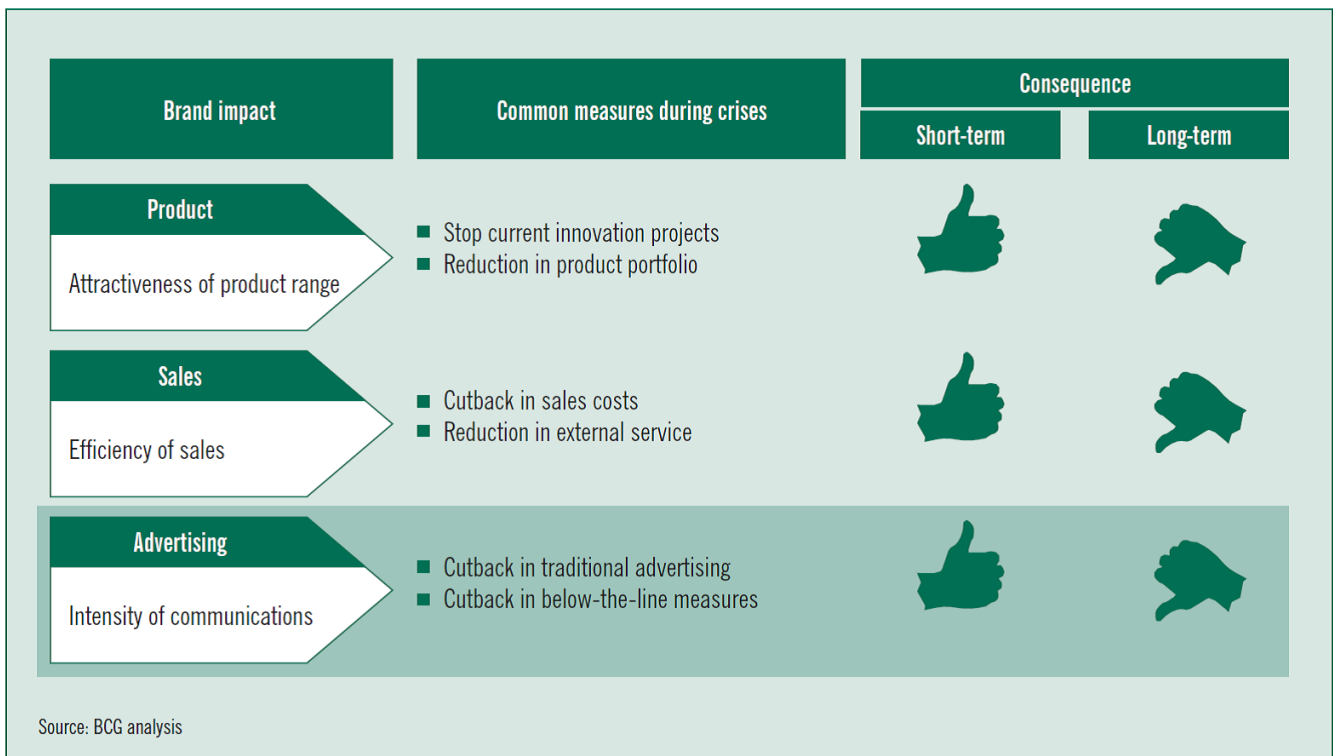 Brand impact
Common measures during crises
Consequence
Short-term
Long-term
Product
Attractiveness of product range
■ Stop current innovation projects
■ Reduction in product portfolio
Sales
Efficiency of sales
■ Cutback in sales costs
■ Reduction in external service
Advertising
Intensity of communications
■ Cutback in traditional advertising
■ Cutback in below-the-line measures
Source: BCG analysis